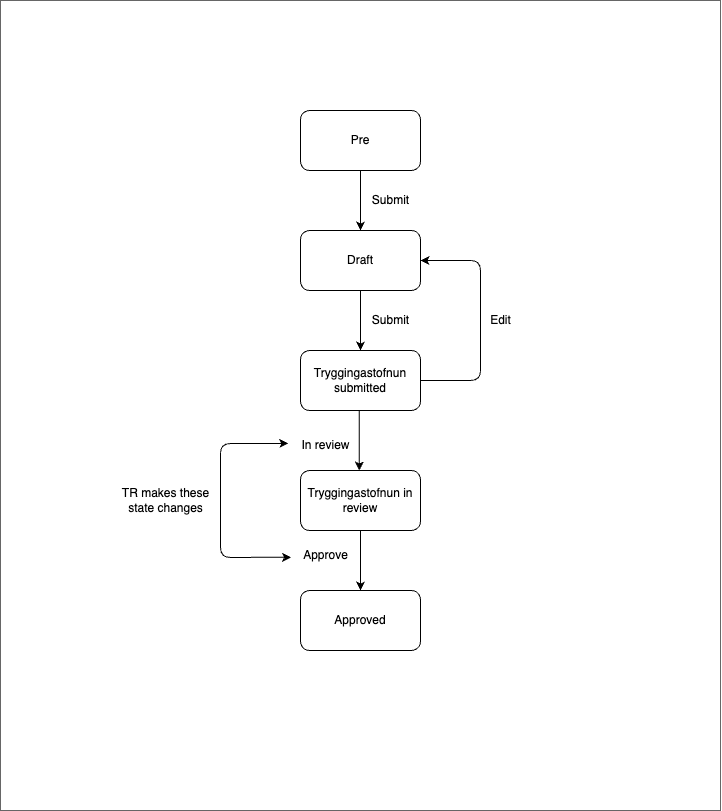 Pre
Submit
Draft
Submit
Edit
Tryggingastofnun
submitted
In review
TR makes these
state changes
Tryggingastofnun in
review
Approve
Approved